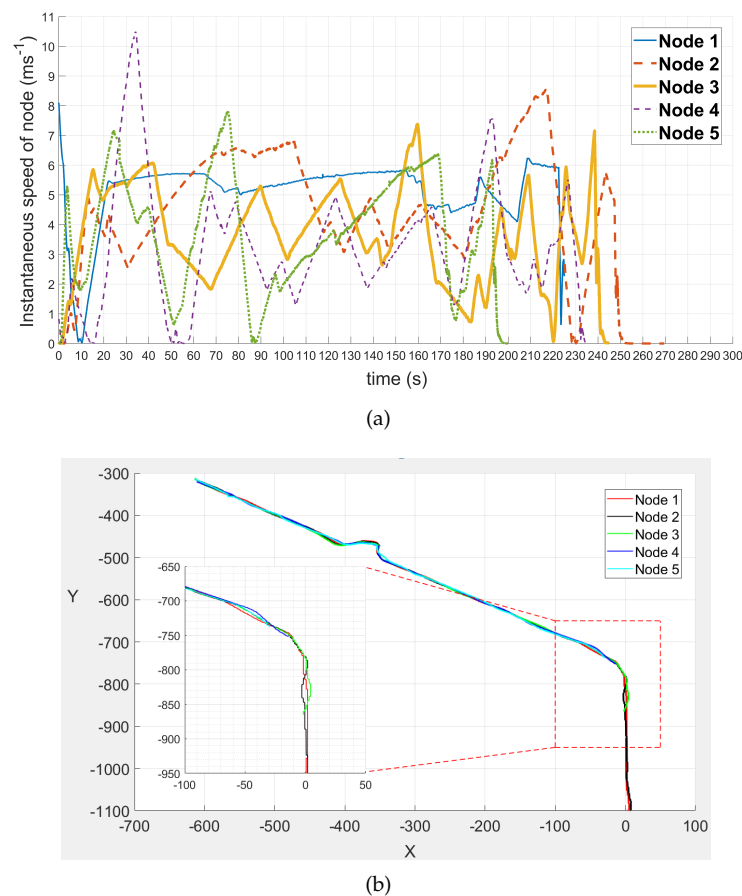 11
10
9
8
7
6
5
4
3
2
1
0
Instantaneous speed of node (ms-1)
Node 1
Node 2
Node 3
Node 4
Node 5
0 10 20 30 40 50 60 70 80 90 100 110 120 130 140 150 160 170 180 190 200 210 220 230 240 250 260 270 280 290 300
time (s)
(a)
-300
-400
-500
-600
-700
-800
-900
-1000
-1100
Y
Node 1
Node 2
Node 3
Node 4
Node 5
-650
-700
-750
-800
-850
-900
-950
-100 -50 0 50
-700 -600 -500 -400 -300 -200 -100 0 100
X
(b)